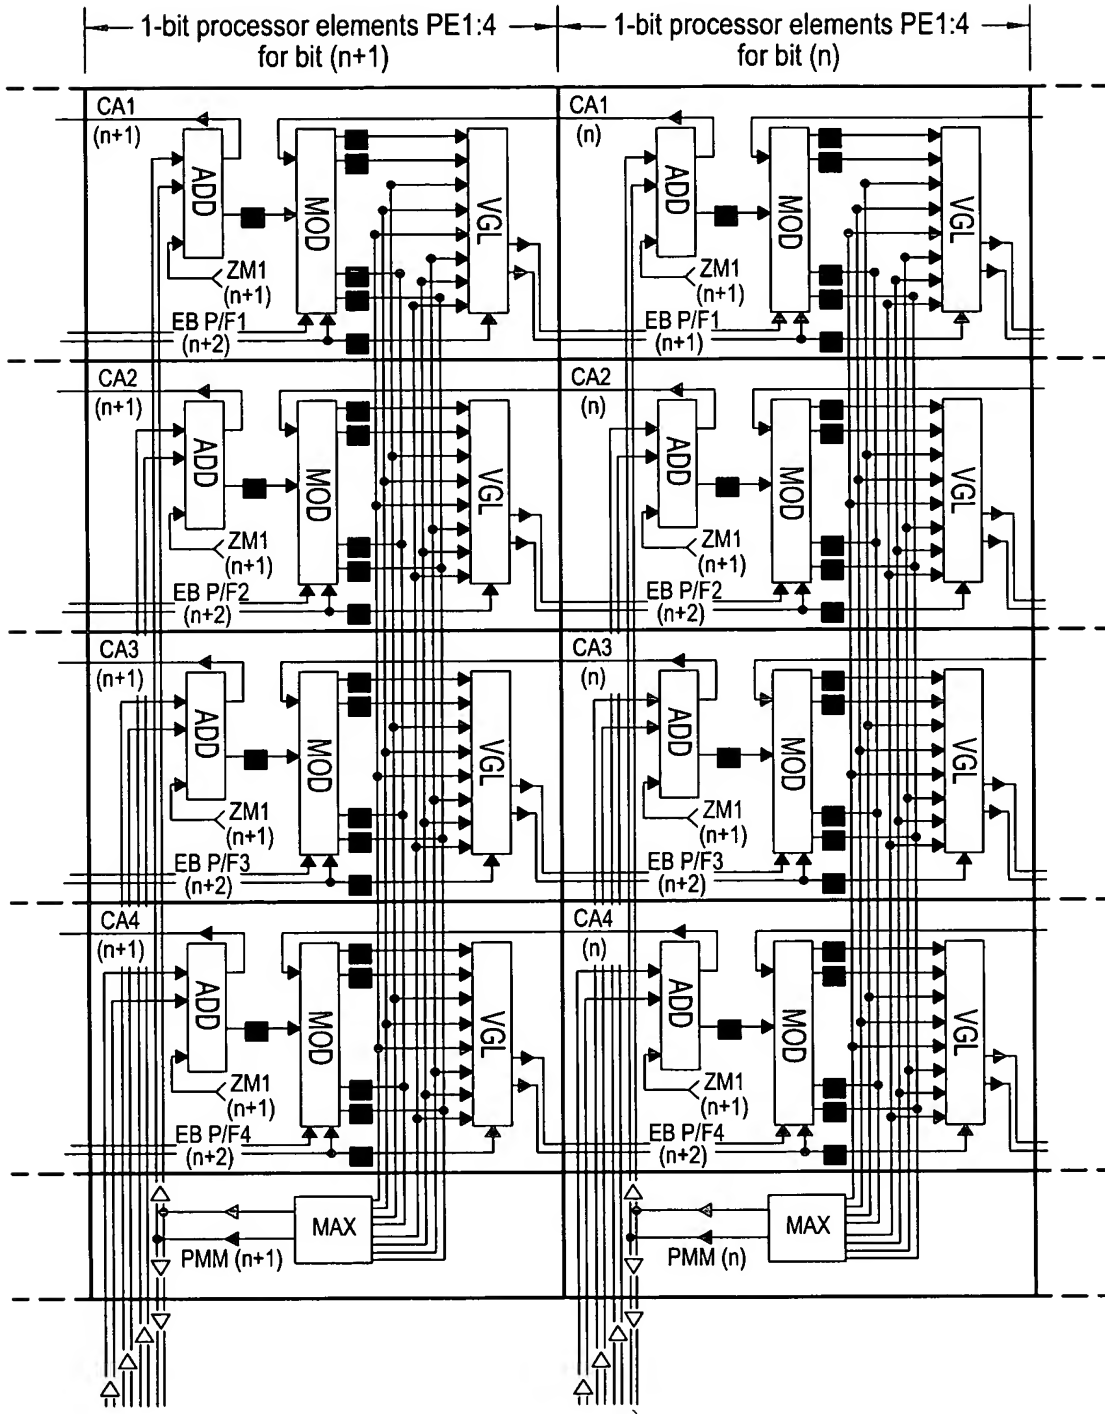 1-bit processor elements PE1:4
for bit (n+1)
1-bit processor elements PE1:4
for bit (n)
CA1
(n+1)
ADD
MOD
VGL
ZM1
(n+1)
EB P/F1
(n+2)
CA1
(n)
ADD
MOD
VGL
ZM1
(n+1)
EB P/F1
(n+1)
CA2
(n+1)
ADD
MOD
VGL
ZM1
(n+1)
EB P/F2
(n+2)
CA2
(n)
ADD
MOD
VGL
ZM1
(n+1)
EB P/F2
(n+2)
CA3
(n+1)
ADD
MOD
VGL
ZM1
(n+1)
EB P/F3
(n+2)
CA3
(n)
ADD
MOD
VGL
ZM1
(n+1)
EB P/F3
(n+2)
CA4
(n+1)
ADD
MOD
VGL
ZM1
(n+1)
EB P/F4
(n+2)
CA4
(n)
ADD
MOD
VGL
ZM1
(n+1)
EB P/F4
(n+2)
MAX
PMM (n+1)
MAX
PMM (n)